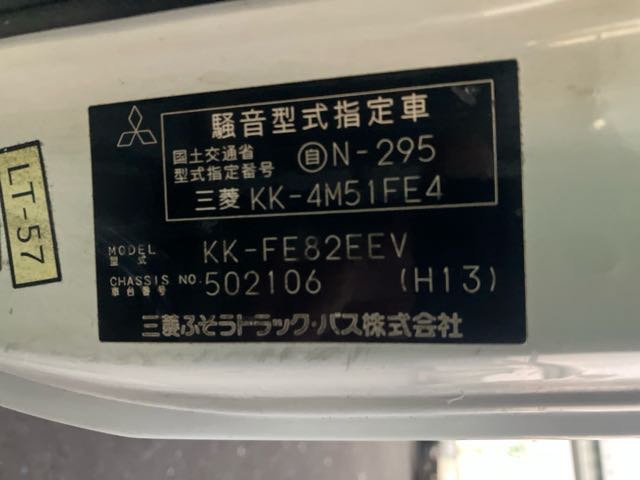 騒音型式指定車
国土交通省
型式指定番号 自N-295
三菱 KK-4M51FE4
MODEL
型式 KK-FE82EEV
CHASSIS NO.
車台番号 502106 (H13)
三菱ふそうトラック・バス株式会社
LT-57